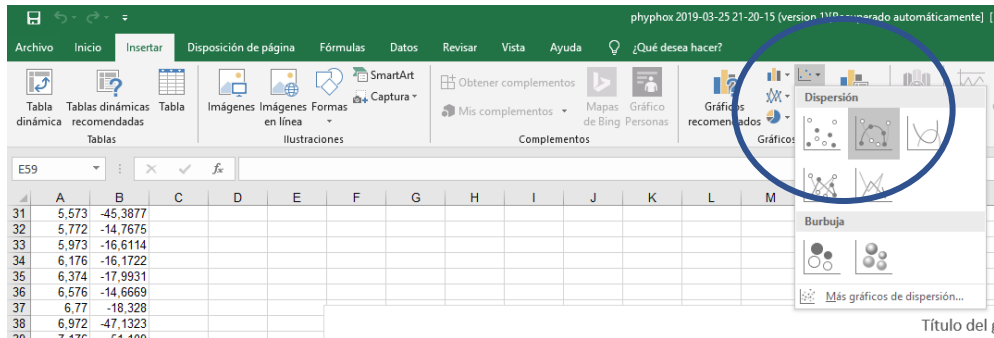 phyphox 2019-03-25 21-20-15 (version 1)[Recuperado automáticamente] [
Archivo Inicio Insertar Disposición de página Fórmulas Datos Revisar Vista Ayuda ¿Qué desea hacer?
Tabla dinámica
Tablas dinámicas recomendadas
Tabla
Tablas
Imágenes
Imágenes en línea
Formas
SmartArt
Captura
Ilustraciones
Obtener complementos
Mis complementos
Mapas de Bing
Gráfico Personas
Complementos
Gráficos recomendados
Gráficos
Dispersión
Burbuja
Más gráficos de dispersión...
E59 fx
A B C D E F G H I J K L M
31 5,573 -45,3877
32 5,772 -14,7675
33 5,973 -16,6114
34 6,176 -16,1722
35 6,374 -17,9931
36 6,576 -14,6669
37 6,77 -18,328
38 6,972 -47,1323
Título del g